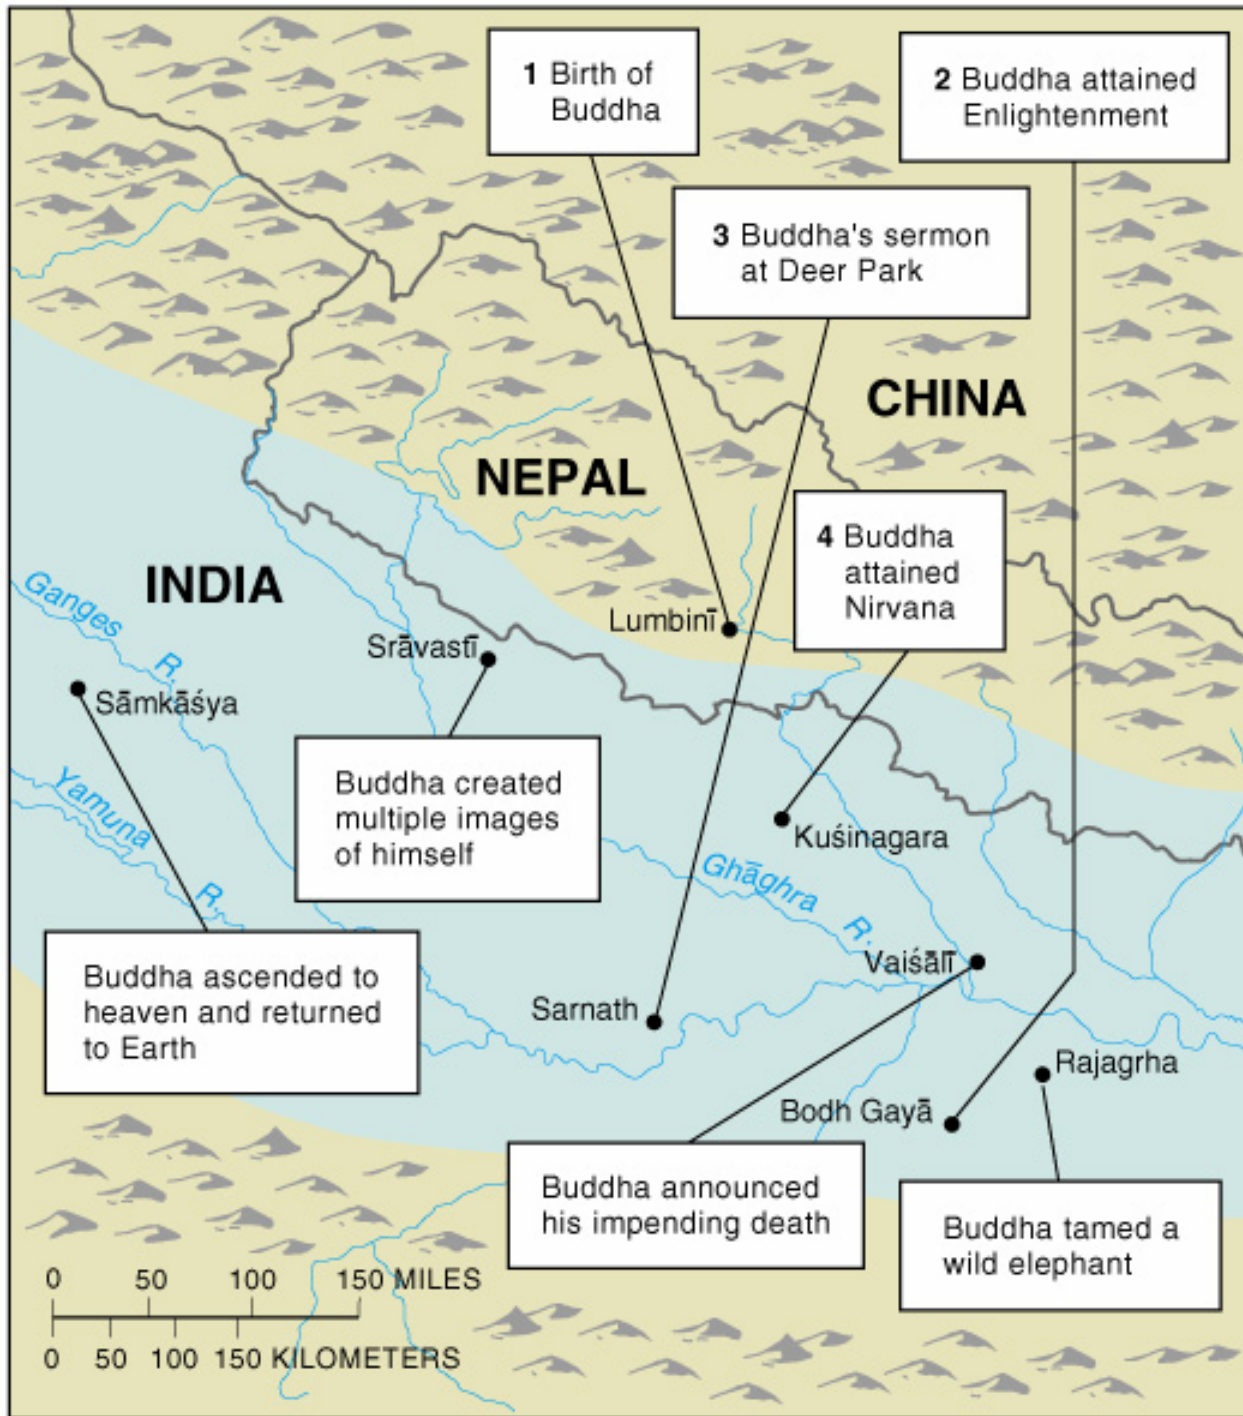 1 Birth of
Buddha
2 Buddha attained
Enlightenment
3 Buddha's sermon
at Deer Park
CHINA
NEPAL
4 Buddha
attained
Nirvana
INDIA
Ganges R.
Lumbinī
Srāvastī
Sāmkāśya
Yamuna R.
Buddha created
multiple images
of himself
Kuśinagara
Ghāghra R.
Buddha ascended to
heaven and returned
to Earth
Vaiśālī
Sarnath
Rajagrha
Bodh Gayā
Buddha announced
his impending death
Buddha tamed a
wild elephant
0 50 100 150 MILES
0 50 100 150 KILOMETERS